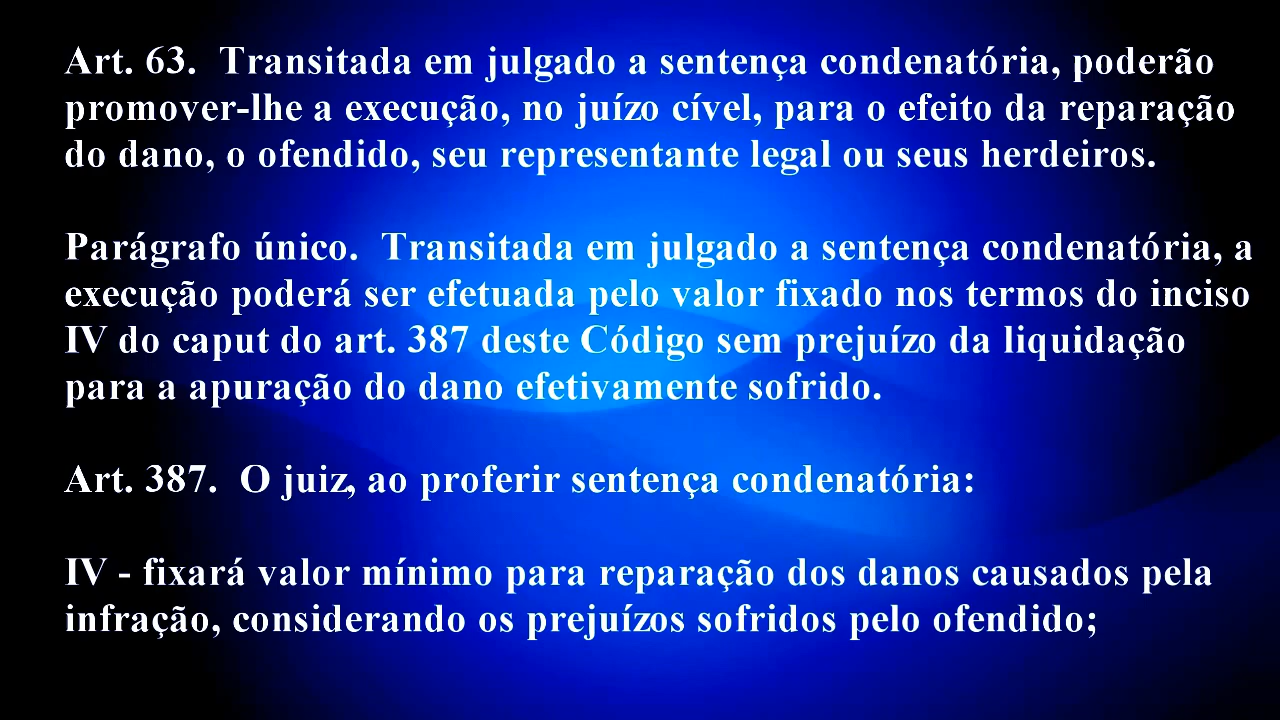 Art. 63.  Transitada em julgado a sentença condenatória, poderão
promover-lhe a execução, no juízo cível, para o efeito da reparação
do dano, o ofendido, seu representante legal ou seus herdeiros.
Parágrafo único.  Transitada em julgado a sentença condenatória, a
execução poderá ser efetuada pelo valor fixado nos termos do inciso
IV do caput do art. 387 deste Código sem prejuízo da liquidação
para a apuração do dano efetivamente sofrido.
Art. 387.  O juiz, ao proferir sentença condenatória:
IV - fixará valor mínimo para reparação dos danos causados pela
infração, considerando os prejuízos sofridos pelo ofendido;